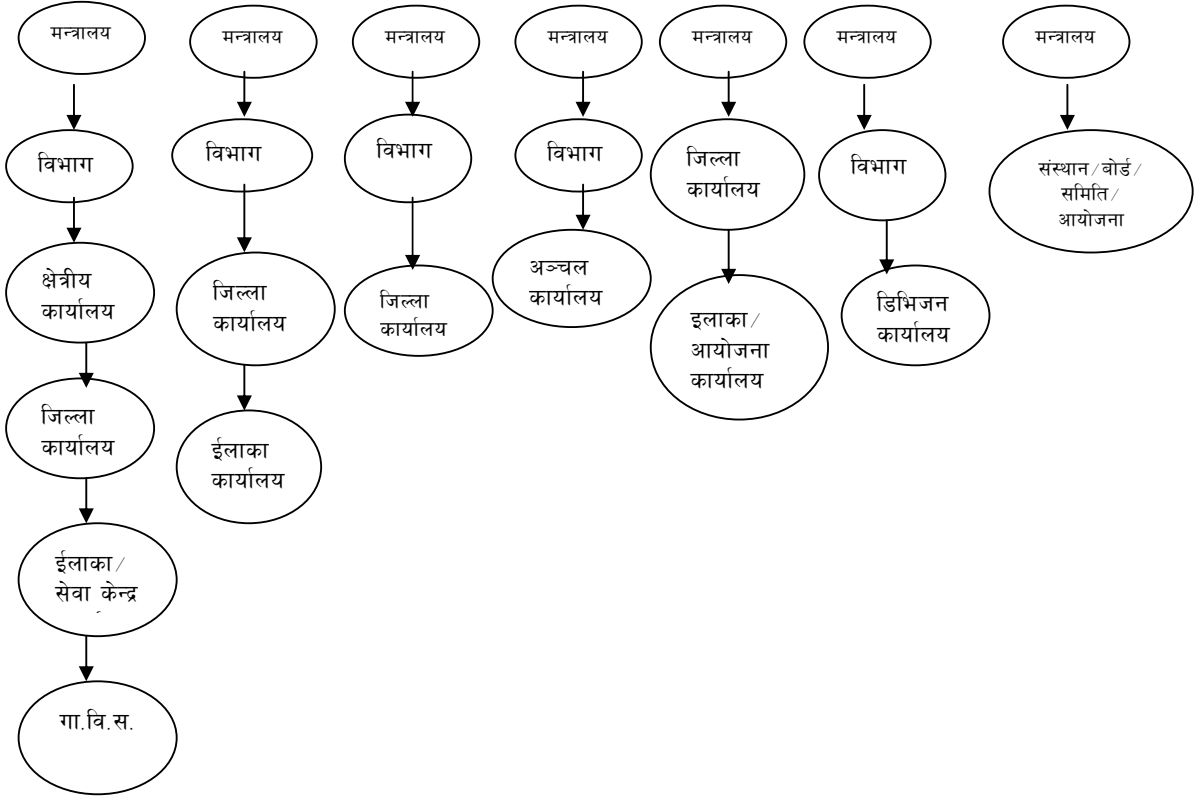 मन्त्रालय
विभाग
क्षेत्रीय
कार्यालय
जिल्ला
कार्यालय
ईलाका/
सेवा केन्द्र
गा.वि.स.
मन्त्रालय
विभाग
जिल्ला
कार्यालय
ईलाका
कार्यालय
मन्त्रालय
विभाग
जिल्ला
कार्यालय
मन्त्रालय
विभाग
अञ्चल
कार्यालय
मन्त्रालय
जिल्ला
कार्यालय
इलाका/
आयोजना
कार्यालय
मन्त्रालय
विभाग
डिभिजन
कार्यालय
मन्त्रालय
संस्थान/बोर्ड/
समिति/
आयोजना